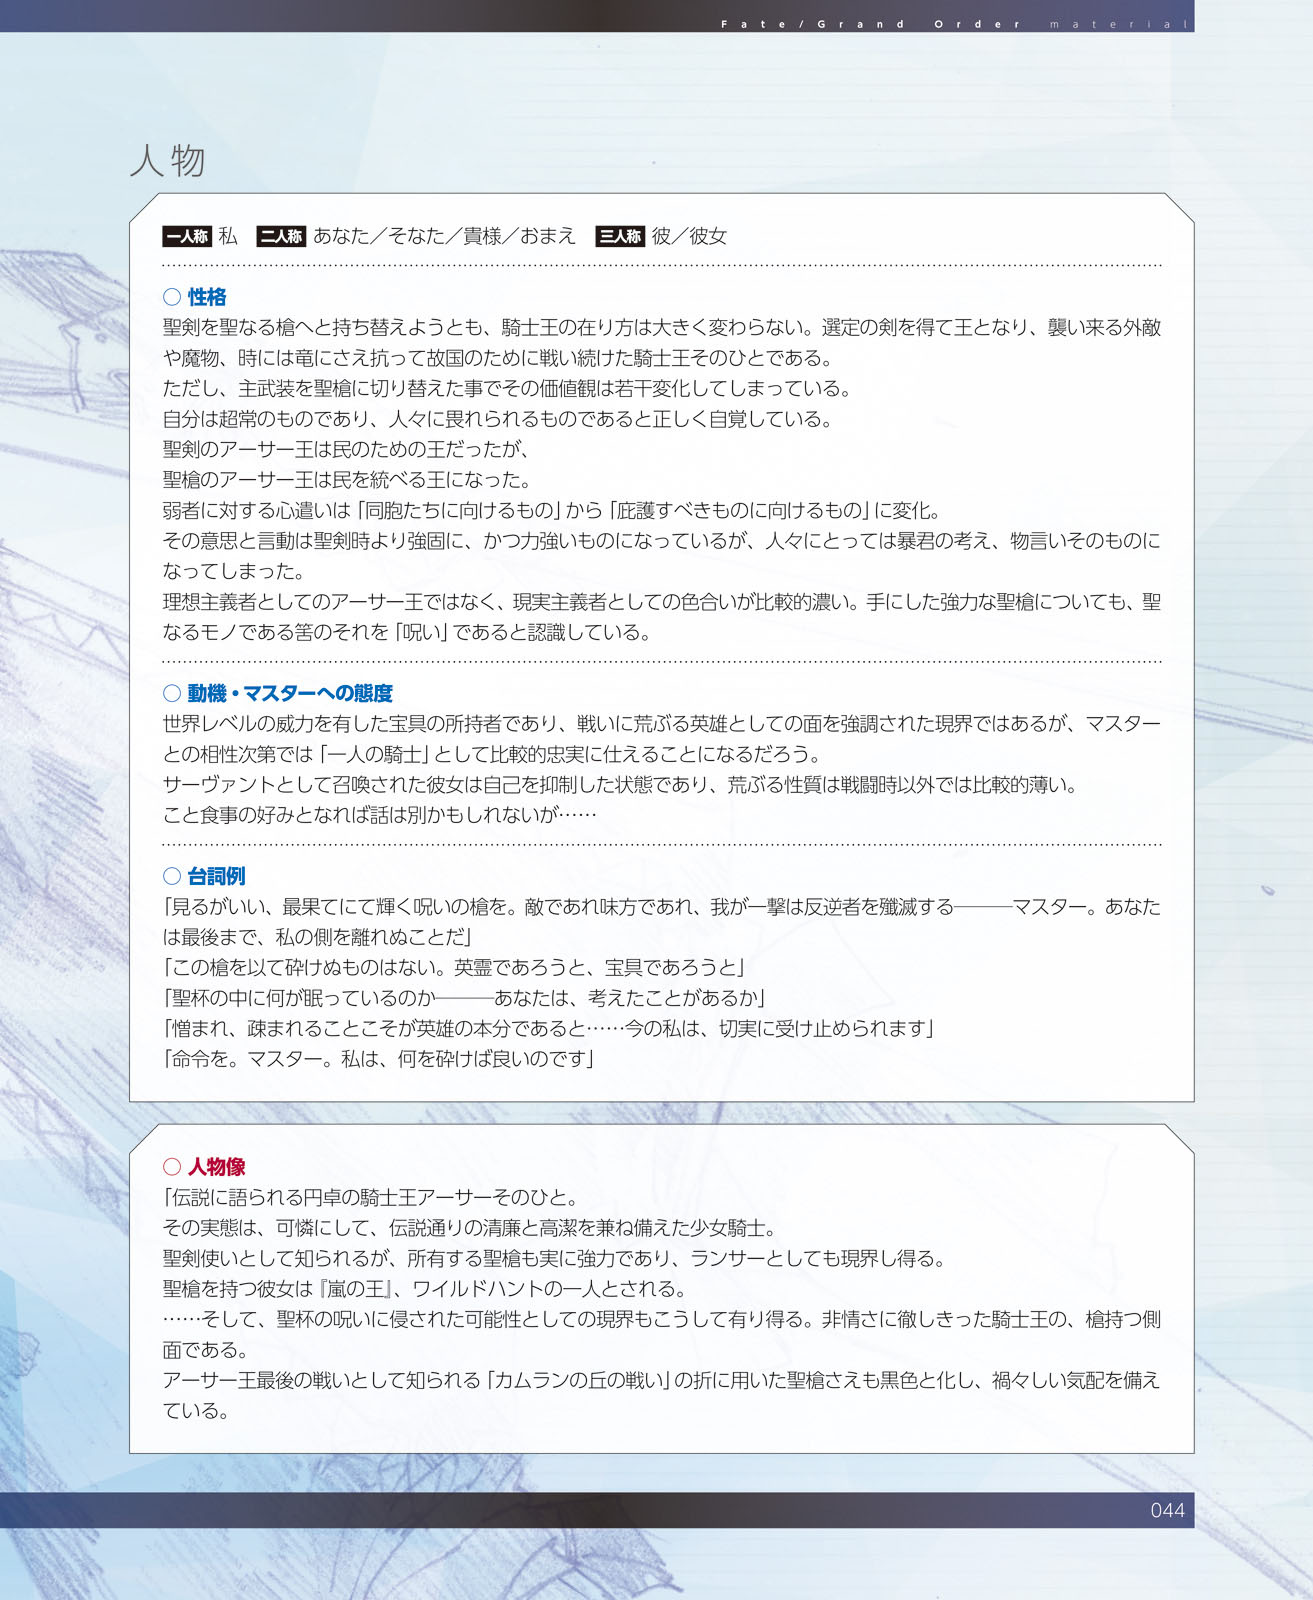 Fate/Grand Order material
人物
一人称 私 二人称 あなた／そなた／貴様／おまえ 三人称 彼／彼女
○ 性格
聖剣を聖なる槍へと持ち替えようとも、騎士王の在り方は大きく変わらない。選定の剣を得て王となり、襲い来る外敵
や魔物、時には竜にさえ抗って故国のために戦い続けた騎士王そのひとである。
ただし、主武装を聖槍に切り替えた事でその価値観は若干変化してしまっている。
自分は超常のものであり、人々に畏れられるものであると正しく自覚している。
聖剣のアーサー王は民のための王だったが、
聖槍のアーサー王は民を統べる王になった。
弱者に対する心遣いは「同胞たちに向けるもの」から「庇護すべきものに向けるもの」に変化。
その意思と言動は聖剣時より強固に、かつ力強いものになっているが、人々にとっては暴君の考え、物言いそのものに
なってしまった。
理想主義者としてのアーサー王ではなく、現実主義者としての色合いが比較的濃い。手にした強力な聖槍についても、聖
なるモノである筈のそれを「呪い」であると認識している。
○ 動機・マスターへの態度
世界レベルの威力を有した宝具の所持者であり、戦いに荒ぶる英雄としての面を強調された現界ではあるが、マスター
との相性次第では「一人の騎士」として比較的忠実に仕えることになるだろう。
サーヴァントとして召喚された彼女は自己を抑制した状態であり、荒ぶる性質は戦闘時以外では比較的薄い。
こと食事の好みとなれば話は別かもしれないが……
○ 台詞例
「見るがいい、最果てにて輝く呪いの槍を。敵であれ味方であれ、我が一撃は反逆者を殲滅する―――マスター。あなた
は最後まで、私の側を離れぬことだ」
「この槍を以て砕けぬものはない。英霊であろうと、宝具であろうと」
「聖杯の中に何が眠っているのか―――あなたは、考えたことがあるか」
「憎まれ、疎まれることこそが英雄の本分であると……今の私は、切実に受け止められます」
「命令を。マスター。私は、何を砕けば良いのです」
○ 人物像
「伝説に語られる円卓の騎士王アーサーそのひと。
その実態は、可憐にして、伝説通りの清廉と高潔を兼ね備えた少女騎士。
聖剣使いとして知られるが、所有する聖槍も実に強力であり、ランサーとしても現界し得る。
聖槍を持つ彼女は『嵐の王』、ワイルドハントの一人とされる。
……そして、聖杯の呪いに侵された可能性としての現界もこうして有り得る。非情さに徹しきった騎士王の、槍持つ側
面である。
アーサー王最後の戦いとして知られる「カムランの丘の戦い」の折に用いた聖槍さえも黒色と化し、禍々しい気配を備え
ている。
044